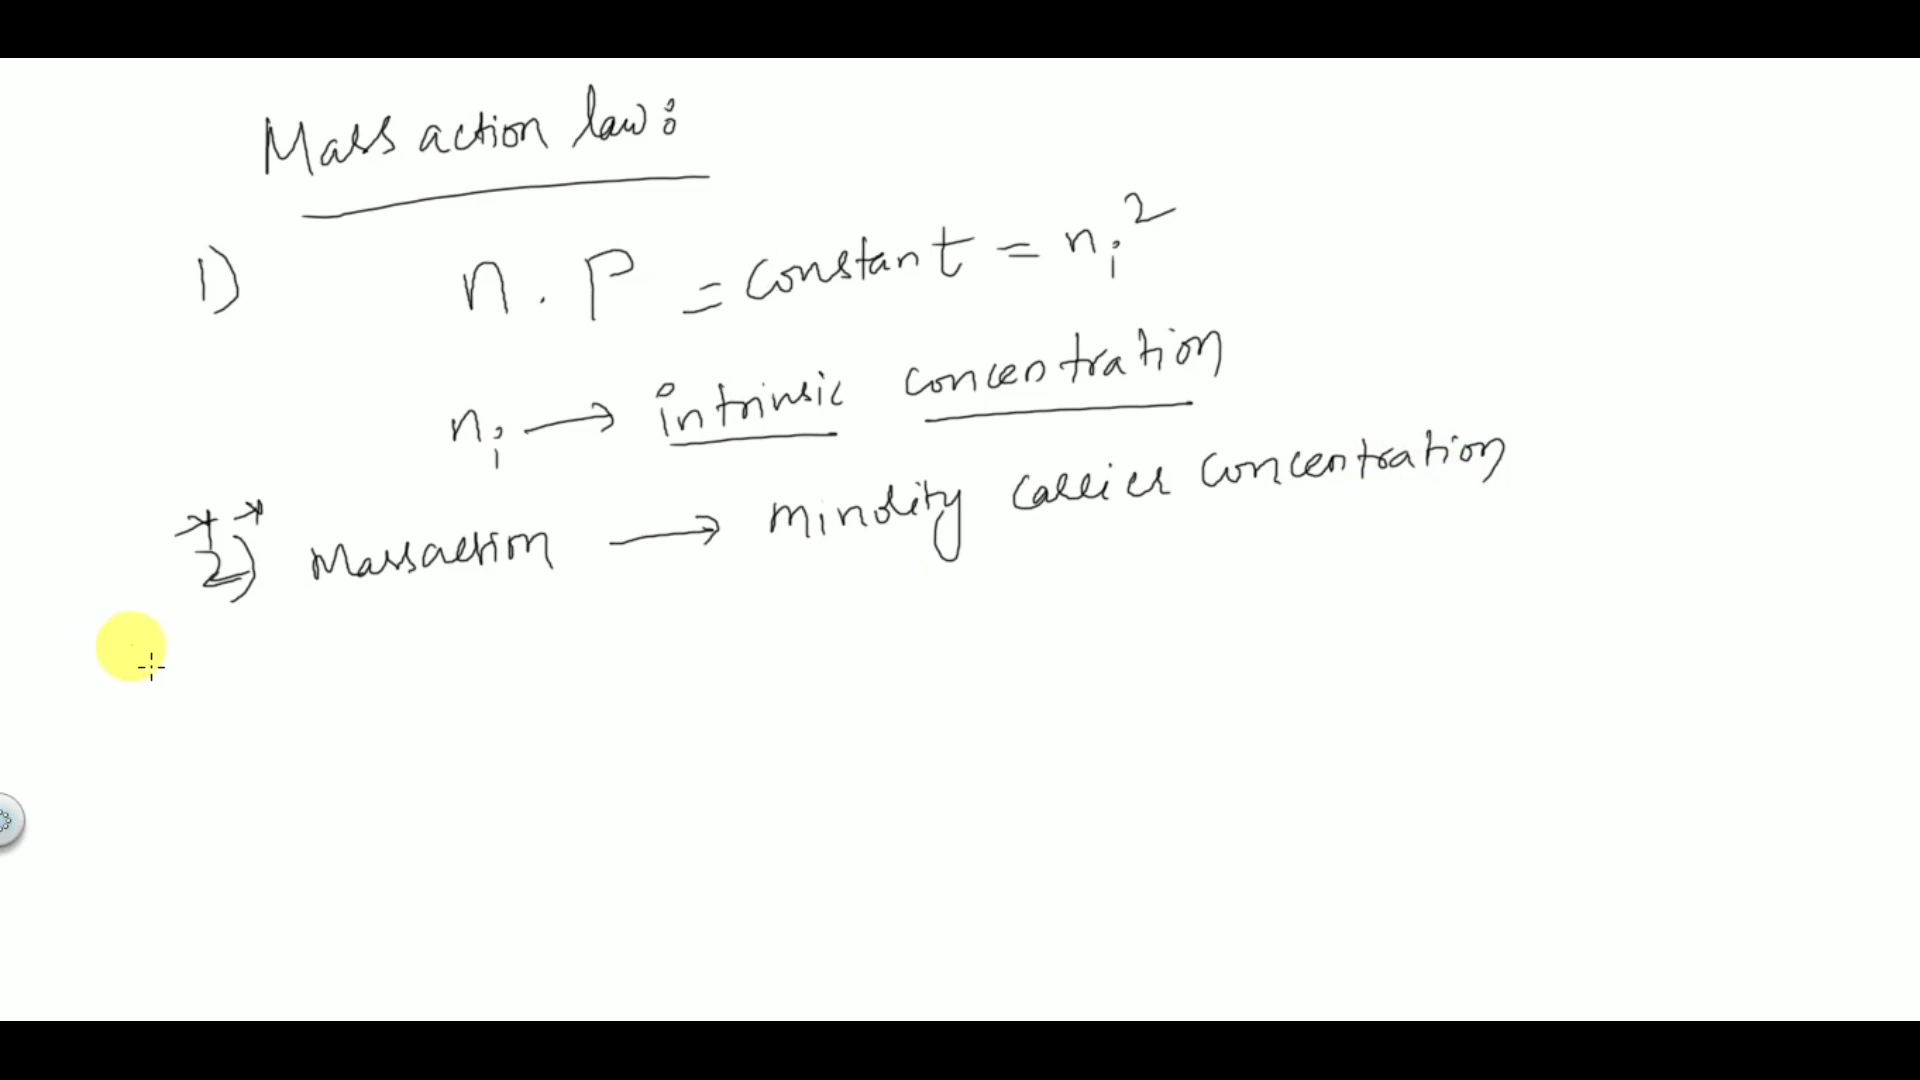 Mass action law:
1) n . P = constant = nᵢ²
nᵢ → intrinsic concentration
** 2) Massaction → minority carrier concentration